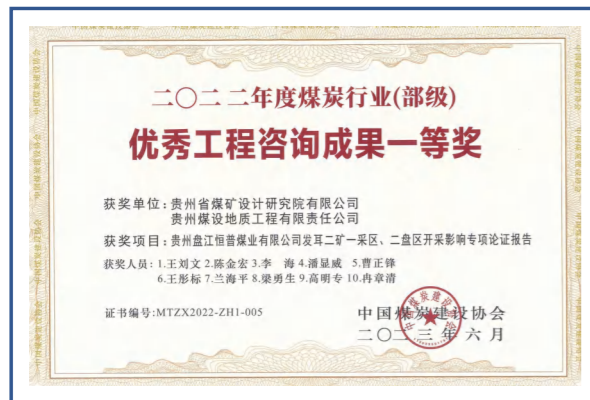 二〇二二年度煤炭行业(部级)
优秀工程咨询成果一等奖
获奖单位：贵州省煤矿设计研究院有限公司
贵州煤设地质工程有限责任公司
获奖项目：贵州盘江恒普煤业有限公司发耳二矿一采区、二盘区开采影响专项论证报告
获奖人员：1.王刘文 2.陈金宏 3.李 海 4.潘显威 5.曹正锋
6.王彤标 7.兰海平 8.梁勇生 9.高明专 10.冉章清
证书编号:MTZX2022-ZH1-005
中国煤炭建设协会
二〇二三年六月